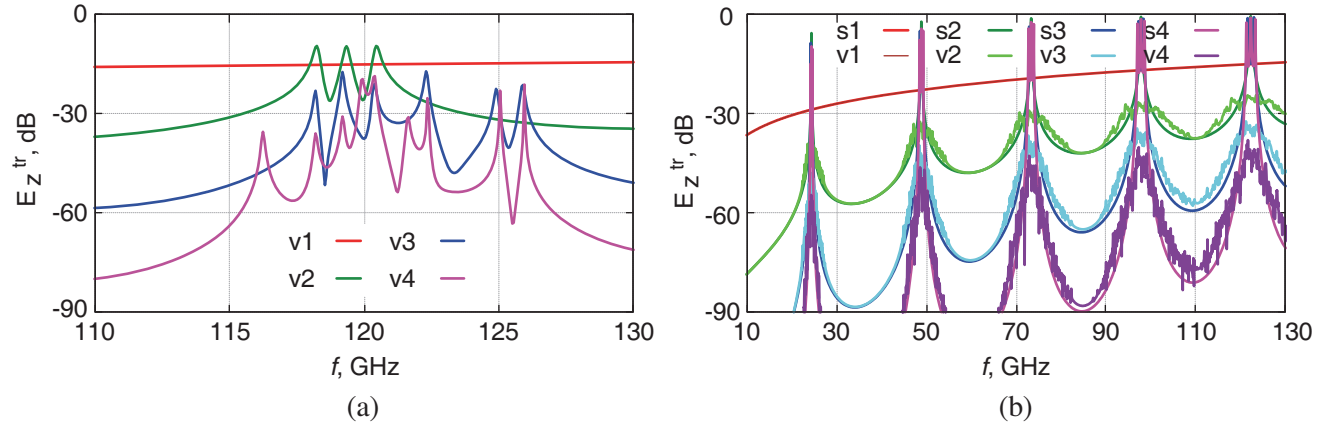 0
-30
-60
-90
E z tr, dB
v1 v3
v2 v4
110 115 120 125 130
f, GHz
(a)
0
-30
-60
-90
E z tr, dB
s1 s2 s3 s4
v1 v2 v3 v4
10 30 50 70 90 110 130
f, GHz
(b)